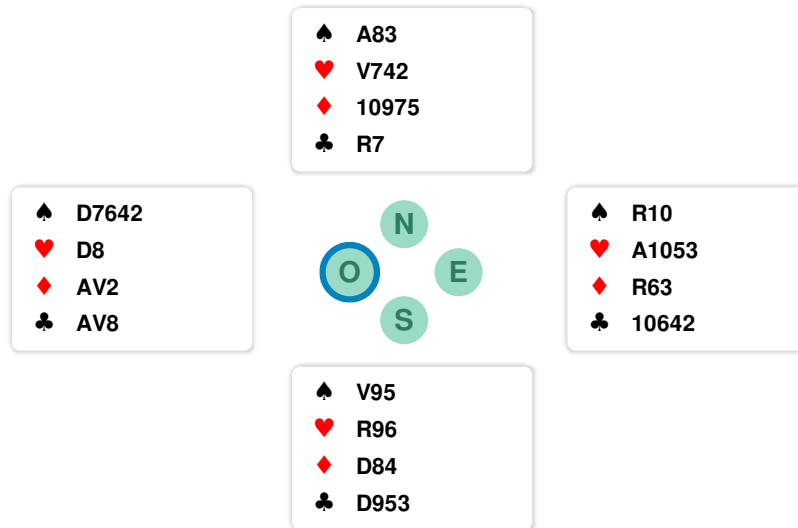 ♠ A83
♥ V742
♦ 10975
♣ R7
♠ D7642
♥ D8
♦ AV2
♣ AV8
N
O E
S
♠ R10
♥ A1053
♦ R63
♣ 10642
♠ V95
♥ R96
♦ D84
♣ D953